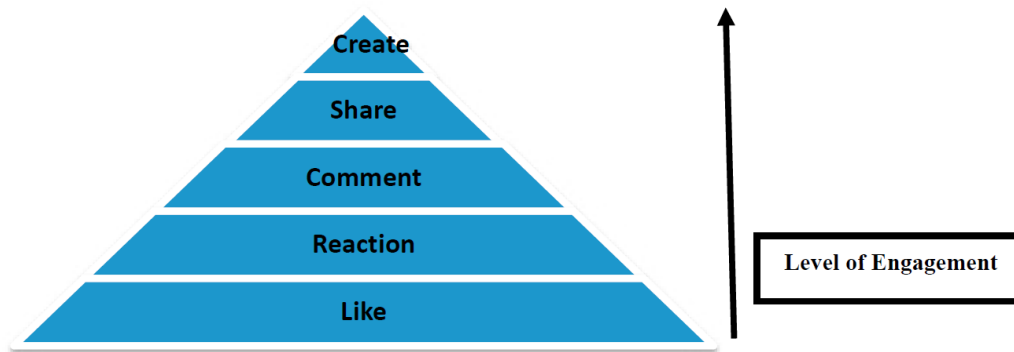 Create
Share
Comment
Reaction
Like
Level of Engagement